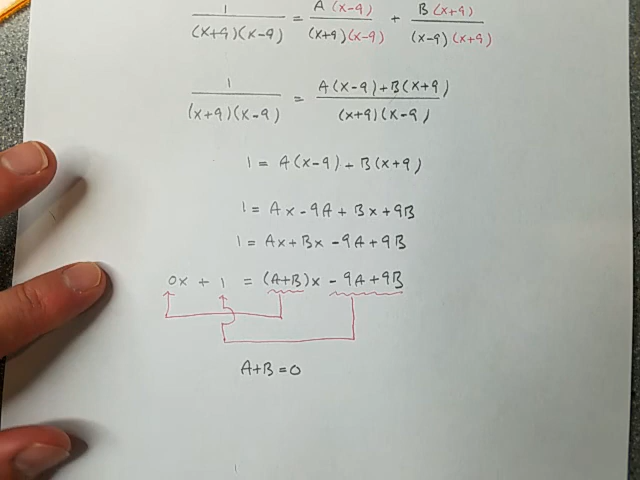 1/(x+9)(x-9) = A(x-9)/(x+9)(x-9) + B(x+9)/(x-9)(x+9)
1/(x+9)(x-9) = A(x-9)+B(x+9)/(x+9)(x-9)
1 = A(x-9) + B(x+9)
1 = Ax - 9A + Bx + 9B
1 = Ax + Bx - 9A + 9B
0x + 1 = (A+B)x - 9A + 9B
A+B = 0